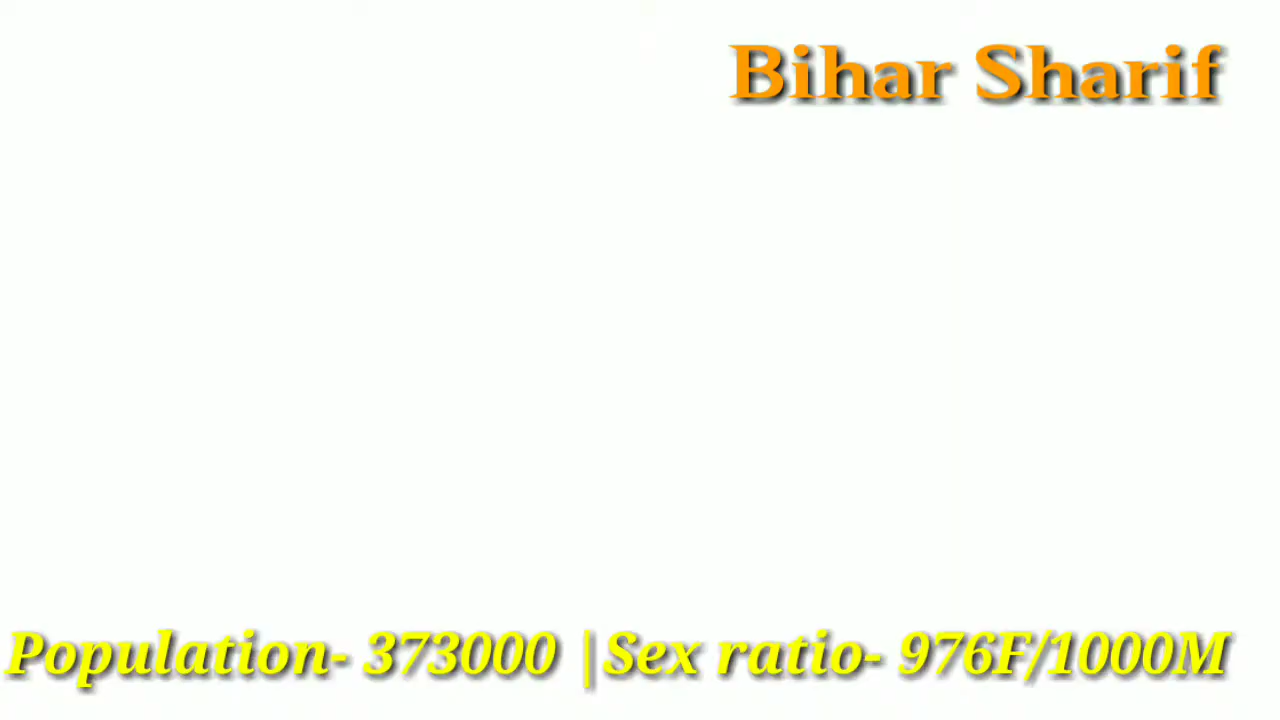 Bihar Sharif
Population- 373000 |Sex ratio- 976F/1000M